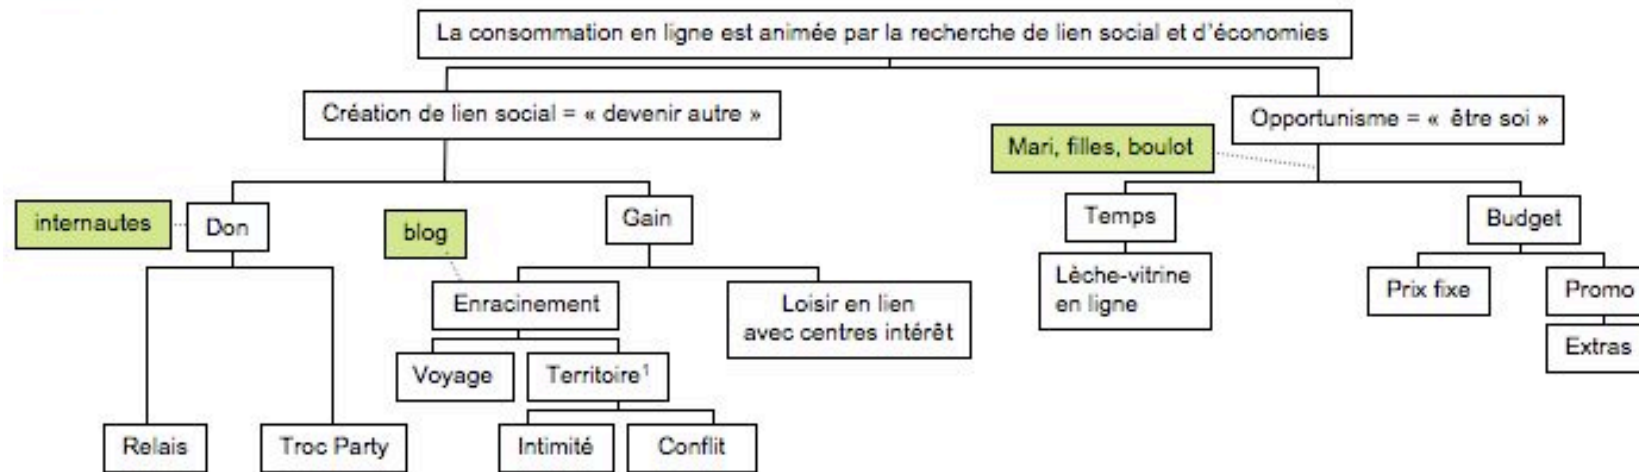 La consommation en ligne est animée par la recherche de lien social et d'économies
Création de lien social = « devenir autre »
Opportunisme = « être soi »
Mari, filles, boulot
internautes
Don
blog
Gain
Temps
Budget
Enracinement
Loisir en lien
avec centres intérêt
Lèche-vitrine
en ligne
Prix fixe
Promo
Extras
Voyage
Territoire¹
Relais
Troc Party
Intimité
Conflit